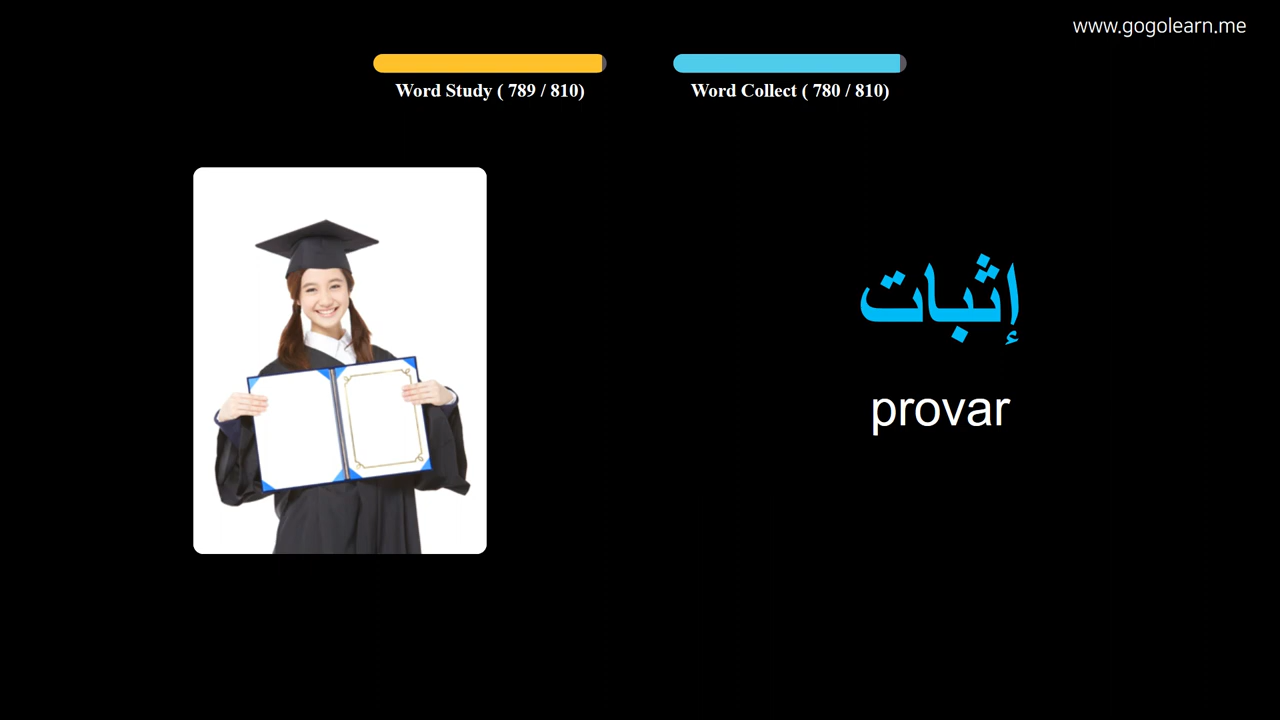 www.gogolearn.me
Word Study ( 789 / 810)
Word Collect ( 780 / 810)
إثبات
provar